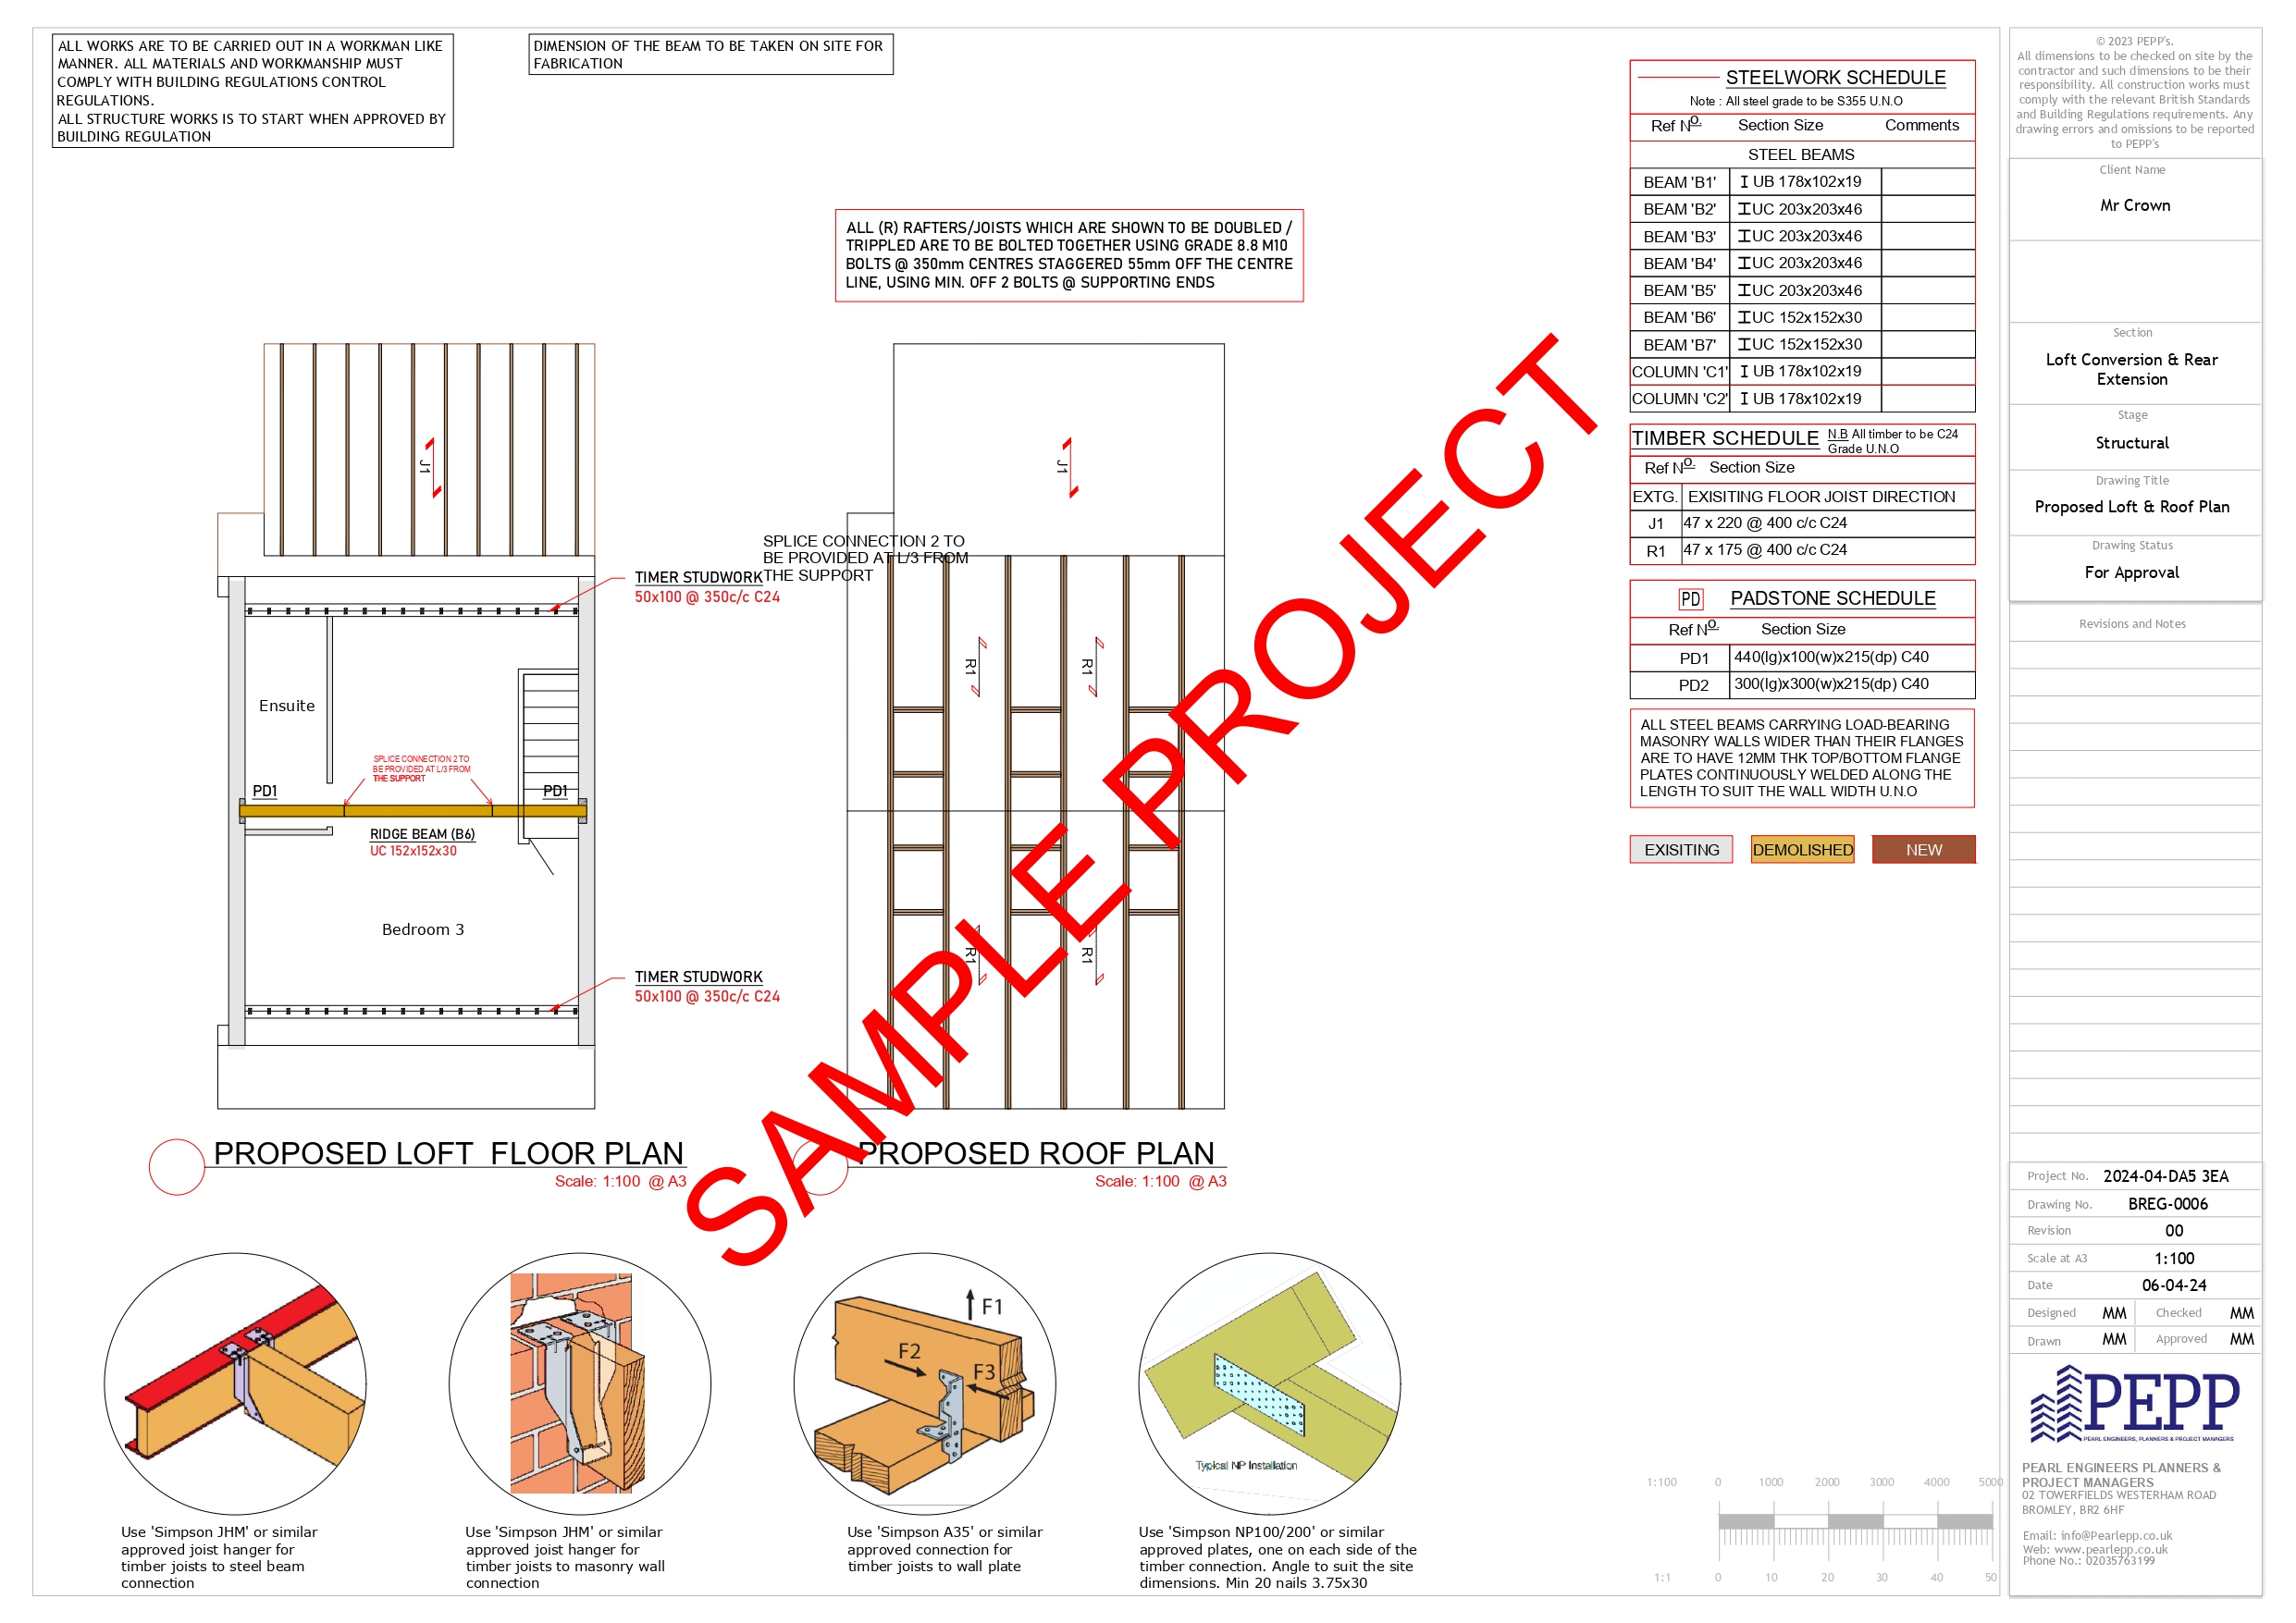 ALL WORKS ARE TO BE CARRIED OUT IN A WORKMAN LIKE
MANNER. ALL MATERIALS AND WORKMANSHIP MUST
COMPLY WITH BUILDING REGULATIONS CONTROL
REGULATIONS.
ALL STRUCTURE WORKS IS TO START WHEN APPROVED BY
BUILDING REGULATION
DIMENSION OF THE BEAM TO BE TAKEN ON SITE FOR
FABRICATION
ALL (R) RAFTERS/JOISTS WHICH ARE SHOWN TO BE DOUBLED /
TRIPPLED ARE TO BE BOLTED TOGETHER USING GRADE 8.8 M10
BOLTS @ 350mm CENTRES STAGGERED 55mm OFF THE CENTRE
LINE, USING MIN. OFF 2 BOLTS @ SUPPORTING ENDS
J1
TIMER STUDWORK
50x100 @ 350c/c C24
Ensuite
SPLICE CONNECTION 2 TO
BE PROVIDED AT L/3 FROM
THE SUPPORT
PD1
PD1
RIDGE BEAM (B6)
UC 152x152x30
Bedroom 3
TIMER STUDWORK
50x100 @ 350c/c C24
PROPOSED LOFT FLOOR PLAN
Scale: 1:100 @ A3
J1
SPLICE CONNECTION 2 TO
BE PROVIDED AT L/3 FROM
THE SUPPORT
R1
R1
R1
R1
PROPOSED ROOF PLAN
Scale: 1:100 @ A3
SAMPLE PROJECT
Use 'Simpson JHM' or similar
approved joist hanger for
timber joists to steel beam
connection
Use 'Simpson JHM' or similar
approved joist hanger for
timber joists to masonry wall
connection
F1
F2
F3
Use 'Simpson A35' or similar
approved connection for
timber joists to wall plate
Typical NP Installation
Use 'Simpson NP100/200' or similar
approved plates, one on each side of the
timber connection. Angle to suit the site
dimensions. Min 20 nails 3.75x30
STEELWORK SCHEDULE
Note : All steel grade to be S355 U.N.O
Ref Nº. Section Size Comments
STEEL BEAMS
BEAM 'B1' UB 178x102x19
BEAM 'B2' UC 203x203x46
BEAM 'B3' UC 203x203x46
BEAM 'B4' UC 203x203x46
BEAM 'B5' UC 203x203x46
BEAM 'B6' UC 152x152x30
BEAM 'B7' UC 152x152x30
COLUMN 'C1' UB 178x102x19
COLUMN 'C2' UB 178x102x19
TIMBER SCHEDULE N.B All timber to be C24
Grade U.N.O
Ref Nº. Section Size
EXTG. EXISITING FLOOR JOIST DIRECTION
J1 47 x 220 @ 400 c/c C24
R1 47 x 175 @ 400 c/c C24
PD PADSTONE SCHEDULE
Ref Nº. Section Size
PD1 440(lg)x100(w)x215(dp) C40
PD2 300(lg)x300(w)x215(dp) C40
ALL STEEL BEAMS CARRYING LOAD-BEARING
MASONRY WALLS WIDER THAN THEIR FLANGES
ARE TO HAVE 12MM THK TOP/BOTTOM FLANGE
PLATES CONTINUOUSLY WELDED ALONG THE
LENGTH TO SUIT THE WALL WIDTH U.N.O
EXISITING DEMOLISHED NEW
1:100 0 1000 2000 3000 4000 5000
1:1 0 10 20 30 40 50
© 2023 PEPP's.
All dimensions to be checked on site by the
contractor and such dimensions to be their
responsibility. All construction works must
comply with the relevant British Standards
and Building Regulations requirements. Any
drawing errors and omissions to be reported
to PEPP's
Client Name
Mr Crown
Section
Loft Conversion & Rear
Extension
Stage
Structural
Drawing Title
Proposed Loft & Roof Plan
Drawing Status
For Approval
Revisions and Notes
Project No. 2024-04-DA5 3EA
Drawing No. BREG-0006
Revision 00
Scale at A3 1:100
Date 06-04-24
Designed MM Checked MM
Drawn MM Approved MM
PEPP
PEARL ENGINEERS, PLANNERS & PROJECT MANAGERS
PEARL ENGINEERS PLANNERS &
PROJECT MANAGERS
02 TOWERFIELDS WESTERHAM ROAD
BROMLEY, BR2 6HF
Email: info@Pearlepp.co.uk
Web: www.pearlepp.co.uk
Phone No.: 02035763199